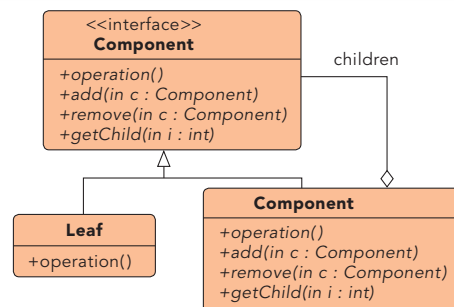 <<interface>>
Component
+operation()
+add(in c : Component)
+remove(in c : Component)
+getChild(in i : int)
children
Leaf
+operation()
Component
+operation()
+add(in c : Component)
+remove(in c : Component)
+getChild(in i : int)